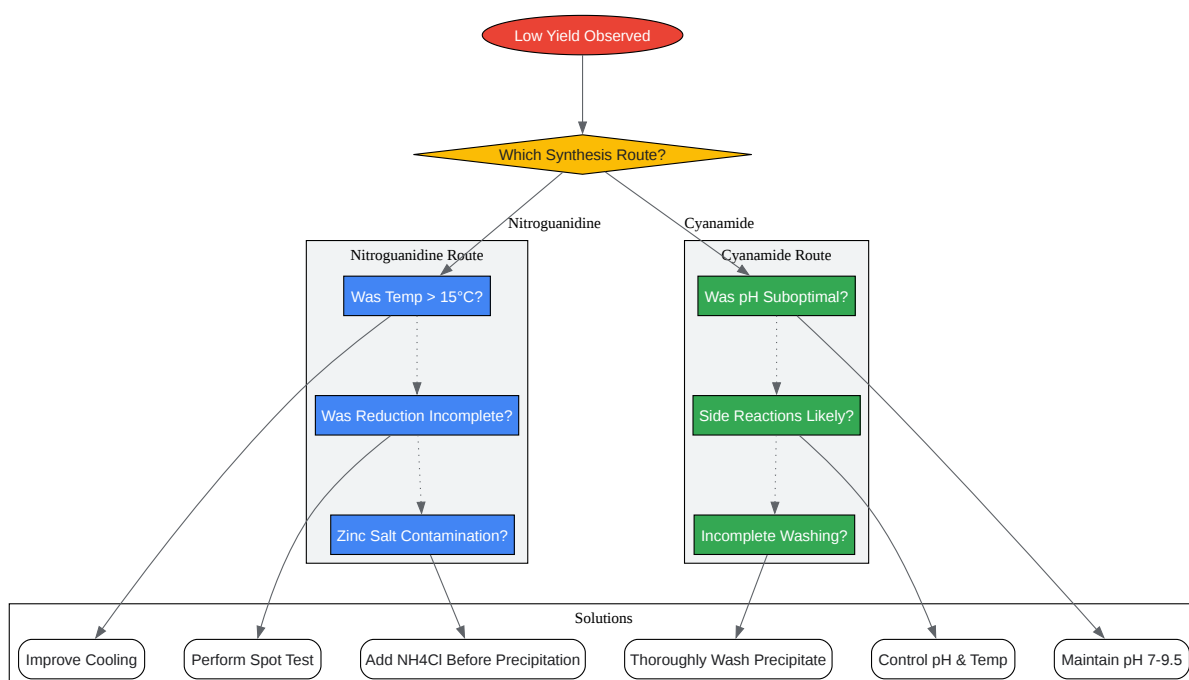 Low Yield Observed
Which Synthesis Route?
Nitroguanidine
Cyanamide
Nitroguanidine Route
Cyanamide Route
Was Temp > 15°C?
Was pH Suboptimal?
Was Reduction Incomplete?
Side Reactions Likely?
Zinc Salt Contamination?
Incomplete Washing?
Solutions
Improve Cooling
Perform Spot Test
Add NH4Cl Before Precipitation
Thoroughly Wash Precipitate
Control pH & Temp
Maintain pH 7-9.5